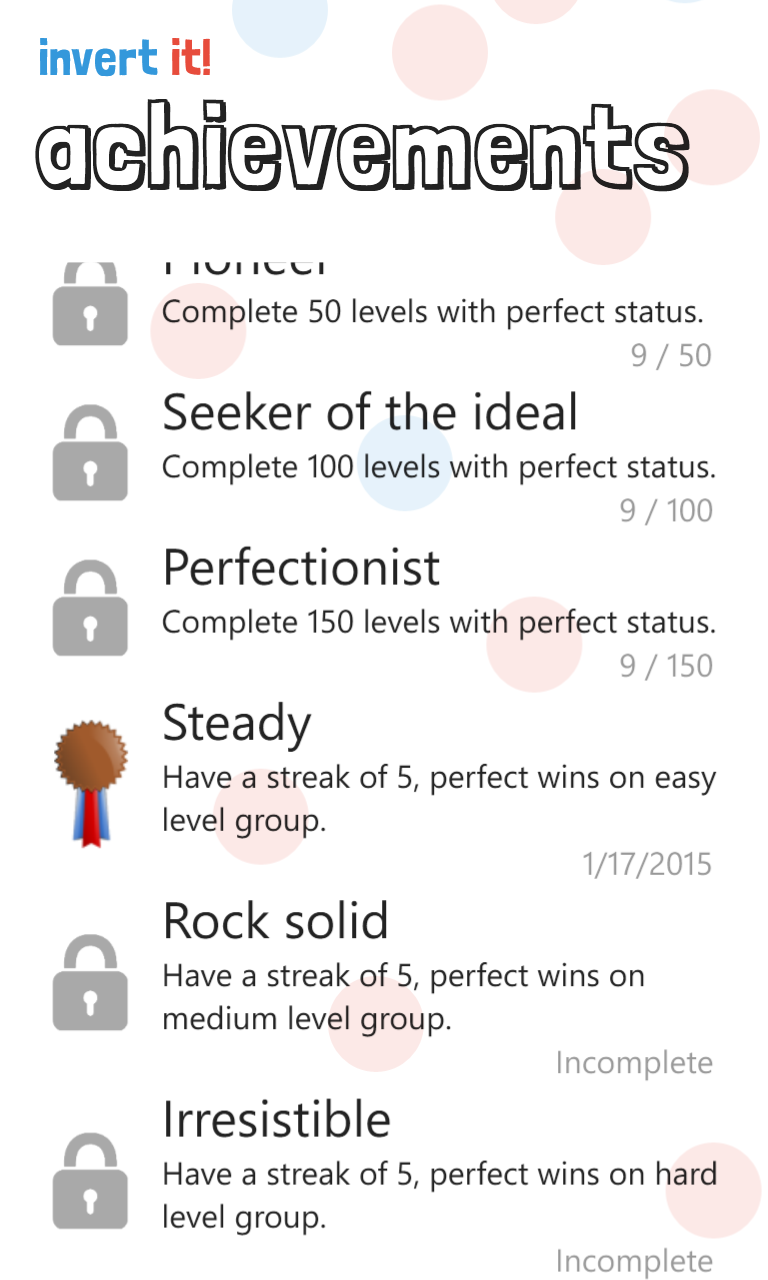 invert it!
achievements
Pioneer
Complete 50 levels with perfect status.
9 / 50
Seeker of the ideal
Complete 100 levels with perfect status.
9 / 100
Perfectionist
Complete 150 levels with perfect status.
9 / 150
Steady
Have a streak of 5, perfect wins on easy
level group.
1/17/2015
Rock solid
Have a streak of 5, perfect wins on
medium level group.
Incomplete
Irresistible
Have a streak of 5, perfect wins on hard
level group.
Incomplete